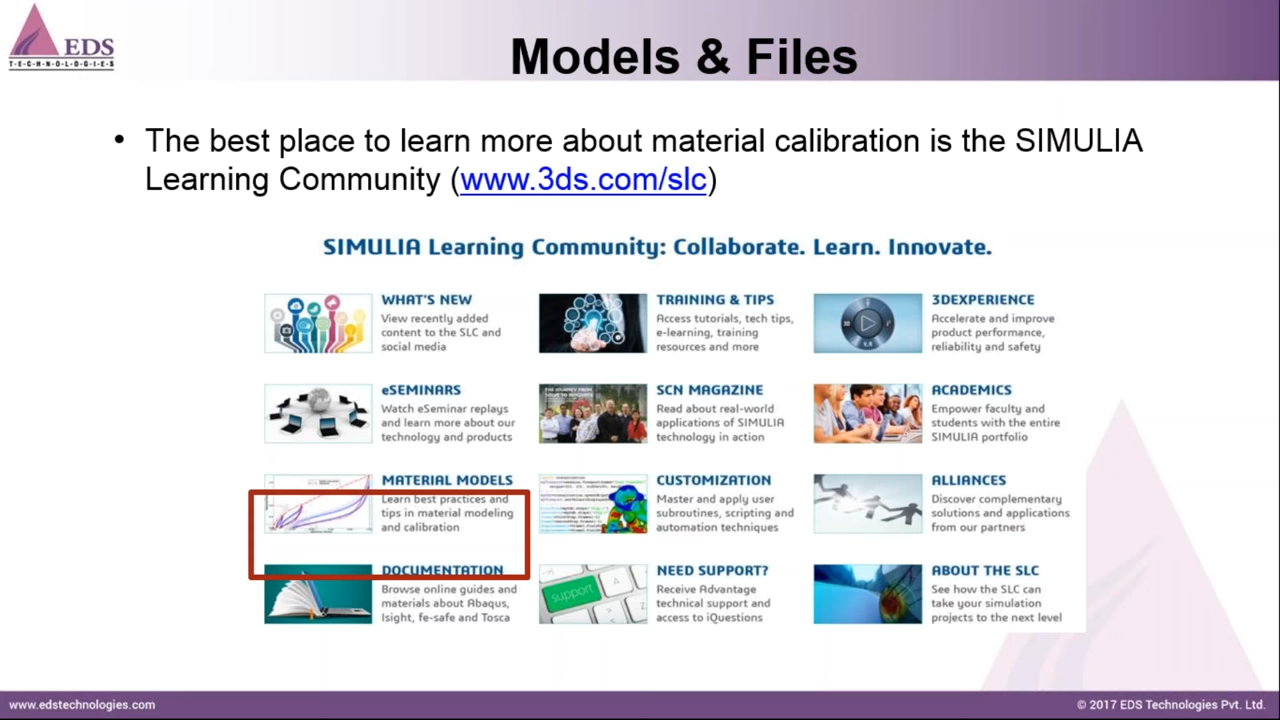 EDS
T·E·C·H·N·O·L·O·G·I·E·S
Models & Files
• The best place to learn more about material calibration is the SIMULIA
Learning Community (www.3ds.com/slc)
SIMULIA Learning Community: Collaborate. Learn. Innovate.
WHAT'S NEW
View recently added
content to the SLC and
social media
TRAINING & TIPS
Access tutorials, tech tips,
e-learning, training
resources and more
3DEXPERIENCE
Accelerate and improve
product performance,
reliability and safety
eSEMINARS
Watch eSeminar replays
and learn more about our
technology and products
SCN MAGAZINE
Read about real-world
applications of SIMULIA
technology in action
ACADEMICS
Empower faculty and
students with the entire
SIMULIA portfolio
MATERIAL MODELS
Learn best practices and
tips in material modeling
and calibration
CUSTOMIZATION
Master and apply user
subroutines, scripting and
automation techniques
ALLIANCES
Discover complementary
solutions and applications
from our partners
DOCUMENTATION
Browse online guides and
materials about Abaqus,
Isight, fe-safe and Tosca
support
NEED SUPPORT?
Receive Advantage
technical support and
access to iQuestions
ABOUT THE SLC
See how the SLC can
take your simulation
projects to the next level
www.edstechnologies.com
© 2017 EDS Technologies Pvt. Ltd.